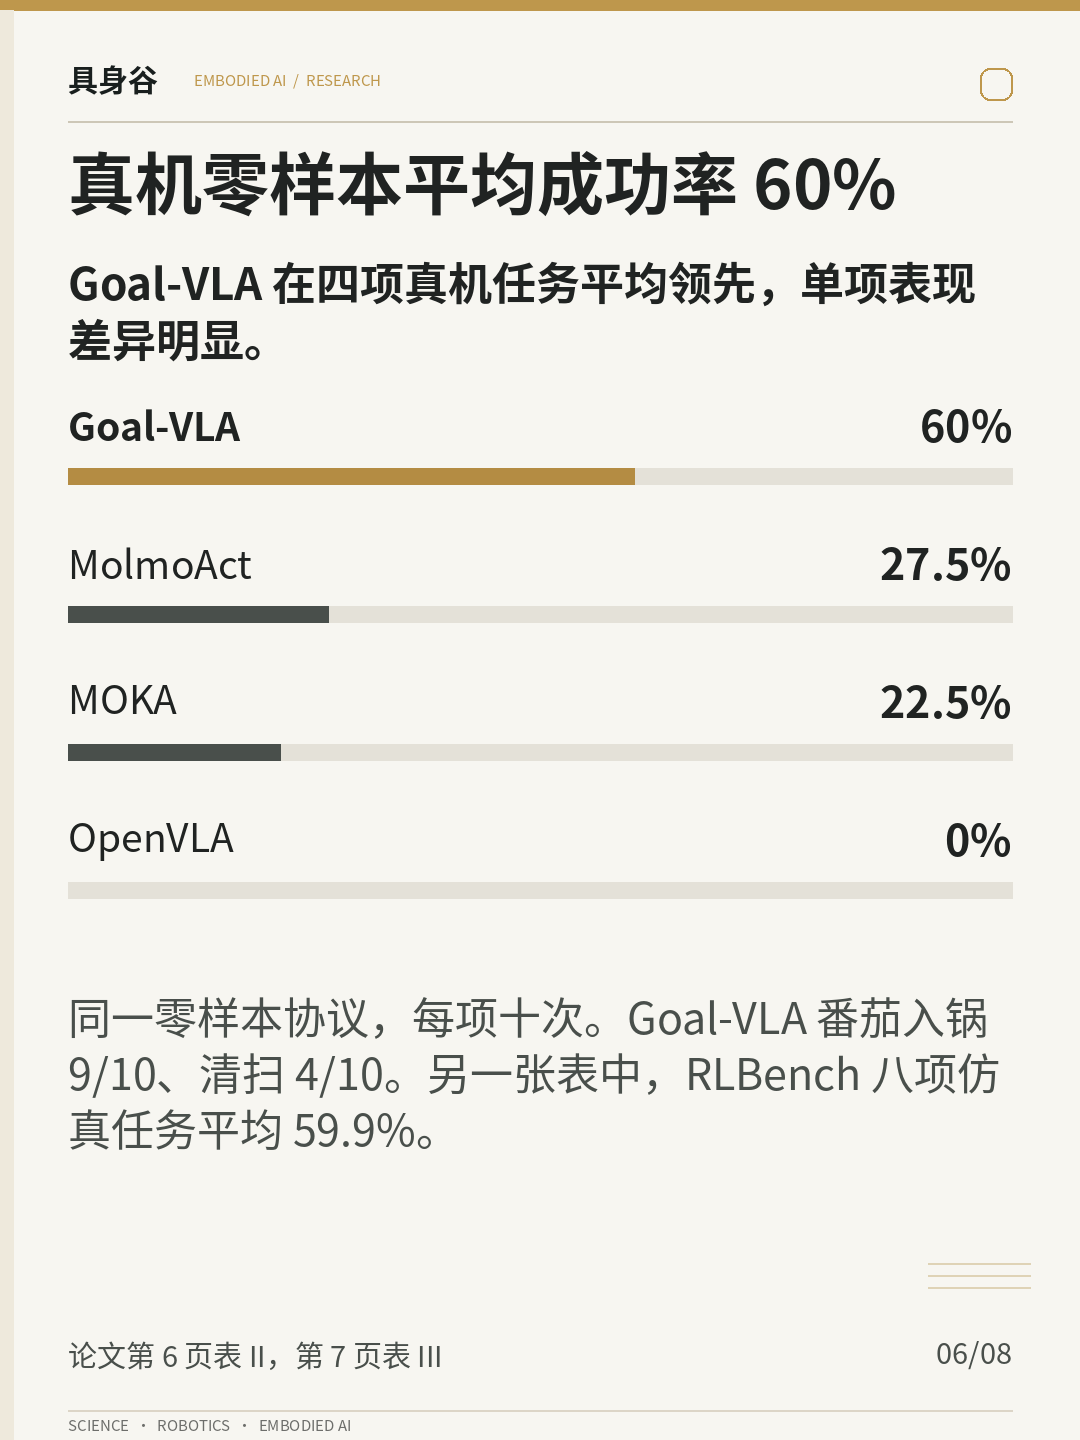 具身谷 EMBODIED AI / RESEARCH
真机零样本平均成功率 60%
Goal-VLA 在四项真机任务平均领先，单项表现
差异明显。
Goal-VLA 60%
MolmoAct 27.5%
MOKA 22.5%
OpenVLA 0%
同一零样本协议，每项十次。Goal-VLA 番茄入锅
9/10、清扫 4/10。另一张表中，RLBench 八项仿
真任务平均 59.9%。
论文第 6 页表 II，第 7 页表 III 06/08
SCIENCE · ROBOTICS · EMBODIED AI